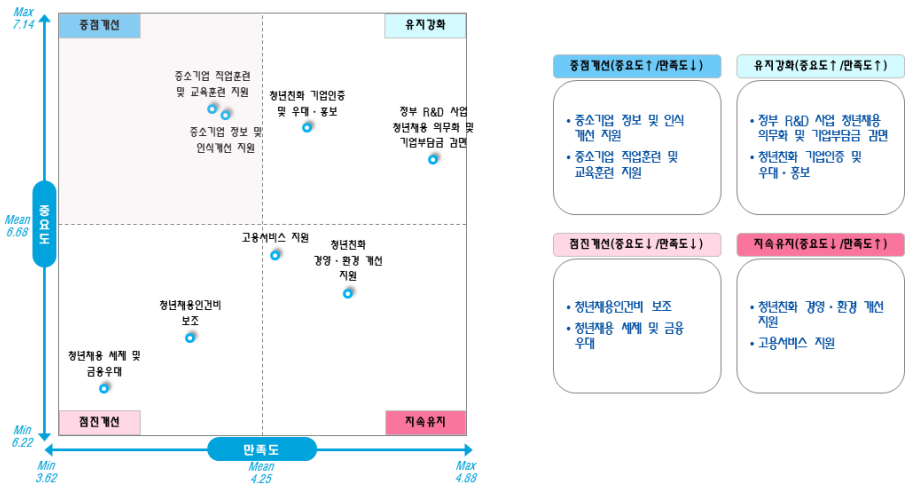 Max
7.14
중점개선
유지강화
중소기업 직업훈련
및 교육훈련 지원
청년친화 기업인증
및 우대·홍보
정부 R&D 사업
청년채용 의무화 및
기업부담금 감면
중소기업 정보 및
인식개선 지원
Mean
6.68
중요도
고용서비스 지원
청년친화
경영·환경 개선
지원
청년채용인건비
보조
청년채용 세제 및
금융우대
점진개선
지속유지
Min
6.22
만족도
Min
3.62
Mean
4.25
Max
4.88
중점개선(중요도↑/만족도↓)
• 중소기업 정보 및 인식
개선 지원
• 중소기업 직업훈련 및
교육훈련 지원
유지강화(중요도↑/만족도↑)
• 정부 R&D 사업 청년채용
의무화 및 기업부담금 감면
• 청년친화 기업인증 및
우대·홍보
점진개선(중요도↓/만족도↓)
• 청년채용인건비 보조
• 청년채용 세제 및 금융
우대
지속유지(중요도↓/만족도↑)
• 청년친화 경영·환경 개선
지원
• 고용서비스 지원